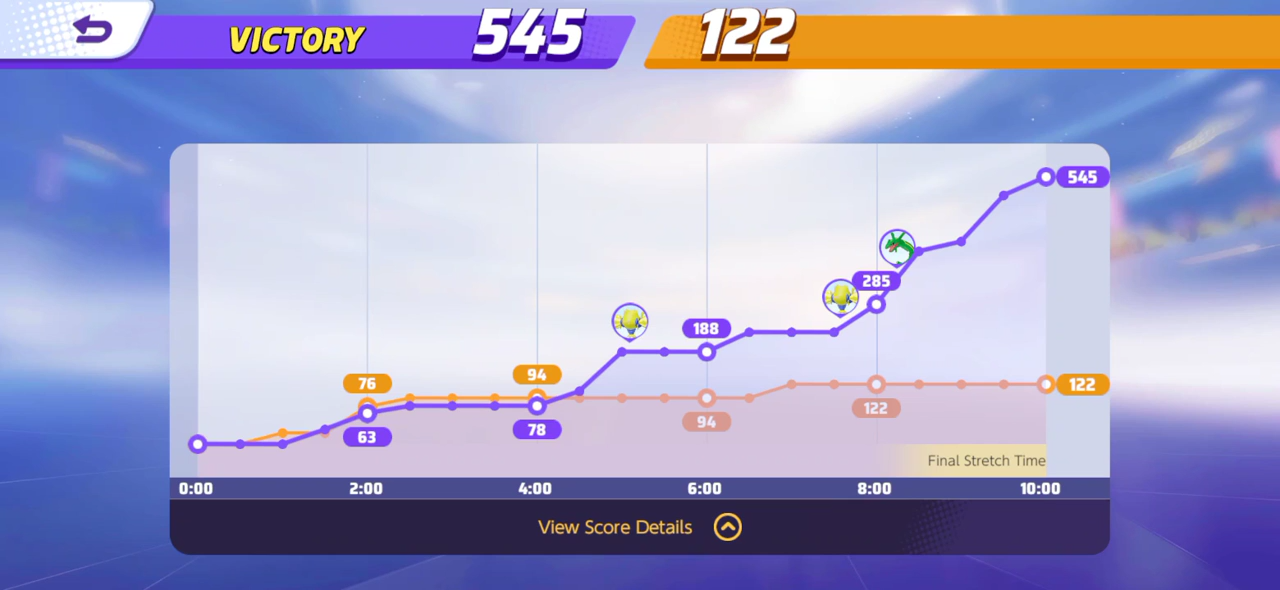 VICTORY 545 122
545
285
188
76 94 122
63 78 94 122
Final Stretch Time
0:00 2:00 4:00 6:00 8:00 10:00
View Score Details